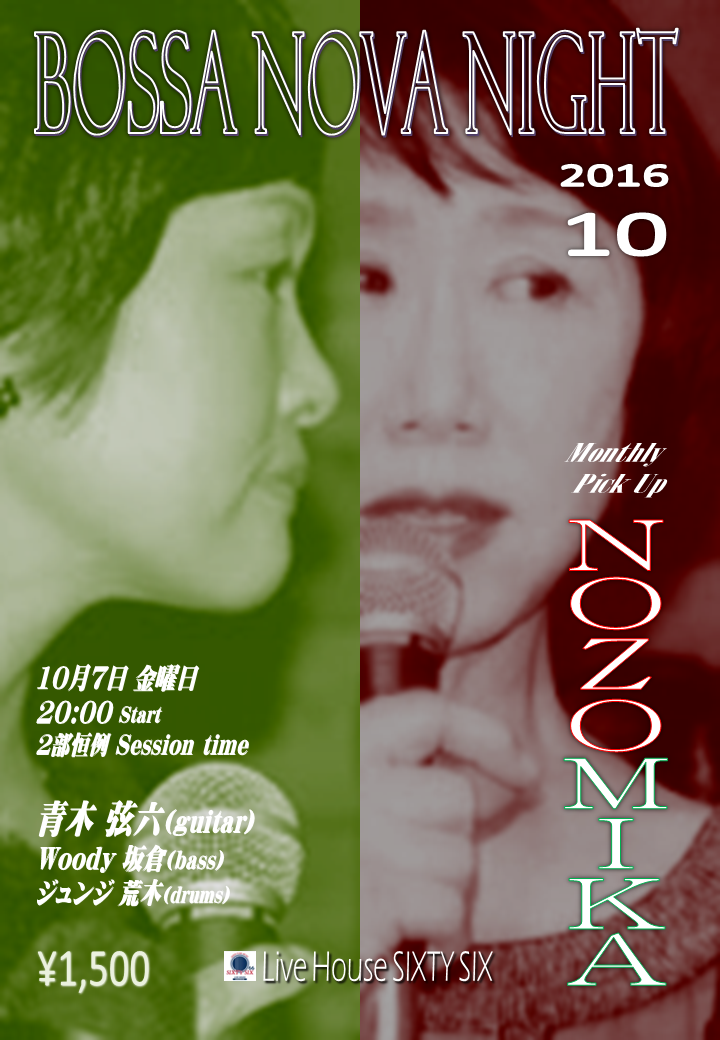 BOSSA NOVA NIGHT
2016
10
Monthly
Pick Up
NOZOMIKA
10月7日 金曜日
20:00 Start
2部恒例 Session time
青木 弦六(guitar)
Woody 坂倉(bass)
ジュンジ 荒木(drums)
¥1,500
SIXTY SIX
Live House SIXTY SIX